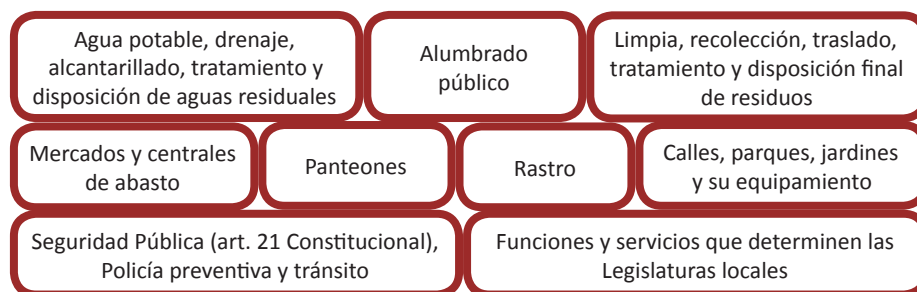 Agua potable, drenaje,
alcantarillado, tratamiento y
disposición de aguas residuales
Alumbrado
público
Limpia, recolección, traslado,
tratamiento y disposición final
de residuos
Mercados y centrales
de abasto
Panteones
Rastro
Calles, parques, jardines
y su equipamiento
Seguridad Pública (art. 21 Constitucional),
Policía preventiva y tránsito
Funciones y servicios que determinen las
Legislaturas locales